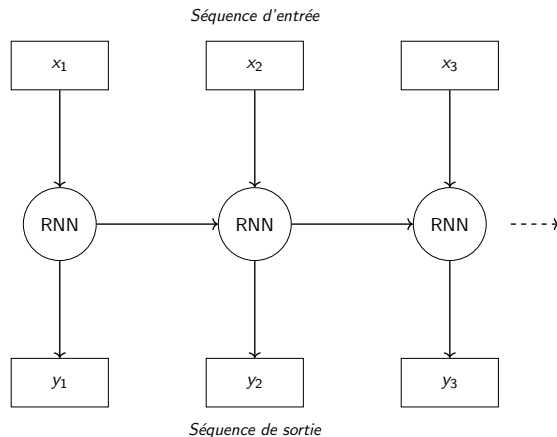 Séquence d'entrée
x₁ x₂ x₃
RNN RNN RNN
y₁ y₂ y₃
Séquence de sortie